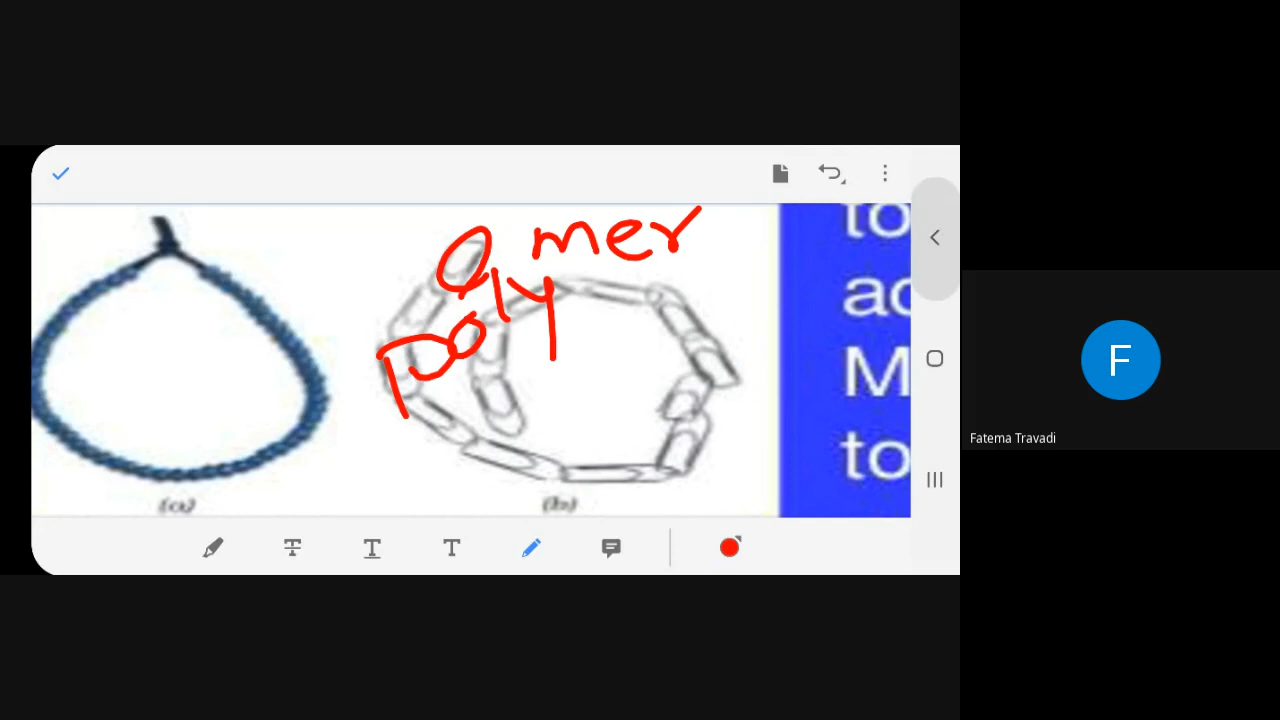 Polymer
to
ac
M
to
(a)
(b)
F
Fatema Travadi